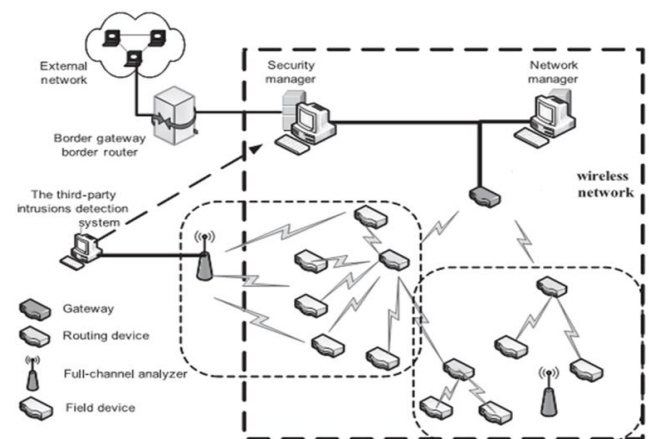 External
network
Security
manager
Network
manager
Border gateway
border router
wireless
network
The third-party
intrusions detection
system
Gateway
Routing device
Full-channel analyzer
Field device